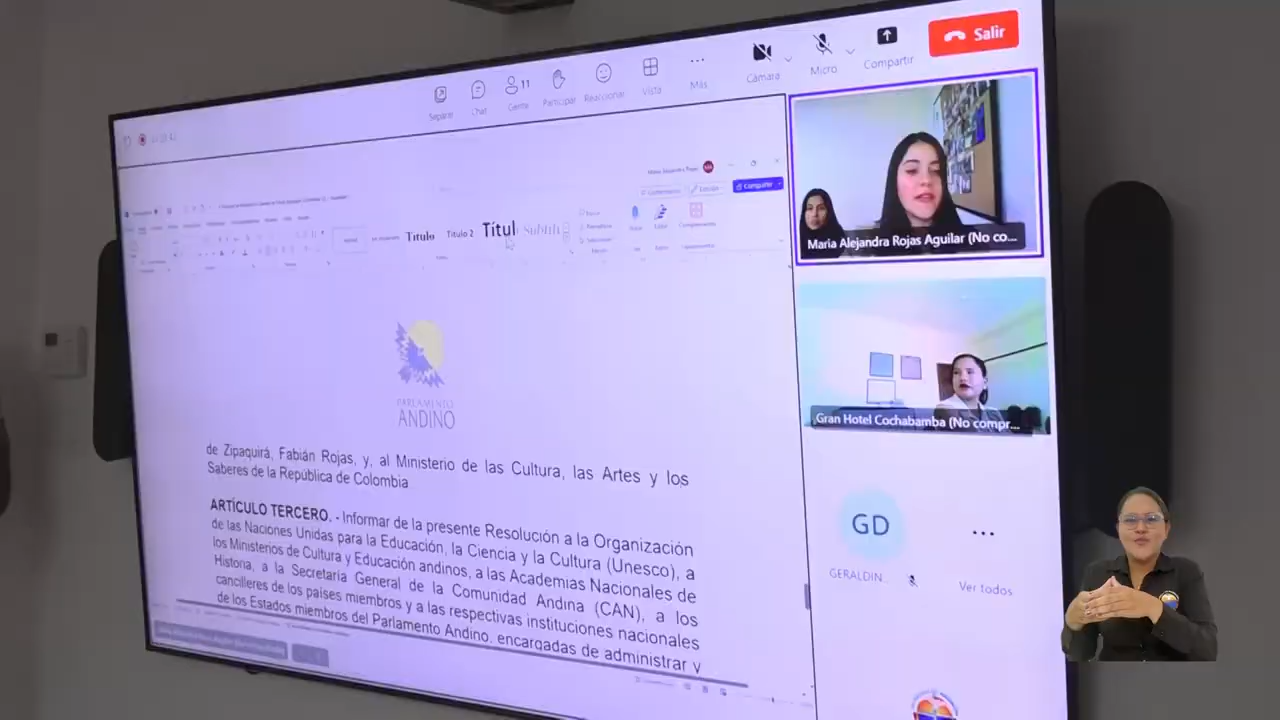 Separar
Chat
11
Gente
Participar
Reaccionar
Vista
Más
Cámara
Micro
Compartir
Salir
Compartir
Título
Título 2
Títul
Subtítu
PARLAMENTO
ANDINO
de Zipaquirá, Fabián Rojas, y, al Ministerio de las Cultura, las Artes y los
Saberes de la República de Colombia
ARTÍCULO TERCERO. - Informar de la presente Resolución a la Organización
de las Naciones Unidas para la Educación, la Ciencia y la Cultura (Unesco), a
los Ministerios de Cultura y Educación andinos, a las Academias Nacionales de
Historia, a la Secretaría General de la Comunidad Andina (CAN), a los
cancilleres de los países miembros y a las respectivas instituciones nacionales
de los Estados miembros del Parlamento Andino, encargadas de administrar y
Maria Alejandra Rojas Aguilar (No co...
Gran Hotel Cochabamba (No compr...
GD
GERALDIN...
...
Ver todos